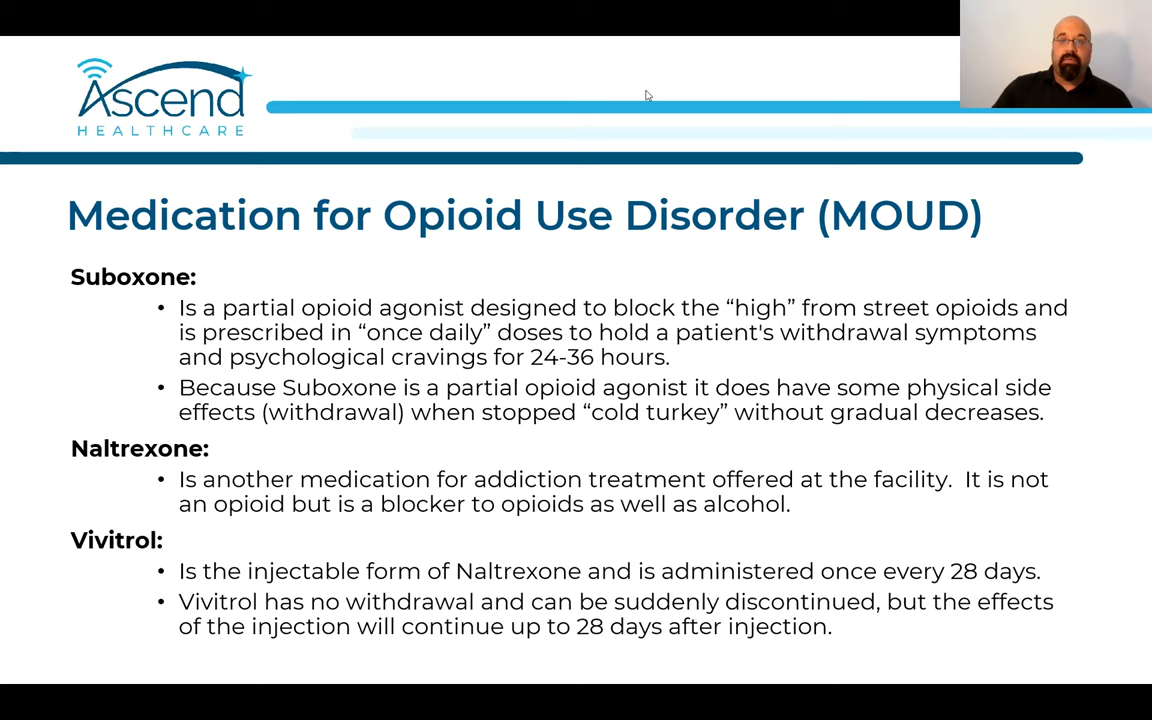 Ascend
HEALTHCARE
Medication for Opioid Use Disorder (MOUD)
Suboxone:
• Is a partial opioid agonist designed to block the “high” from street opioids and
is prescribed in “once daily” doses to hold a patient's withdrawal symptoms
and psychological cravings for 24-36 hours.
• Because Suboxone is a partial opioid agonist it does have some physical side
effects (withdrawal) when stopped “cold turkey” without gradual decreases.
Naltrexone:
• Is another medication for addiction treatment offered at the facility.  It is not
an opioid but is a blocker to opioids as well as alcohol.
Vivitrol:
• Is the injectable form of Naltrexone and is administered once every 28 days.
• Vivitrol has no withdrawal and can be suddenly discontinued, but the effects
of the injection will continue up to 28 days after injection.